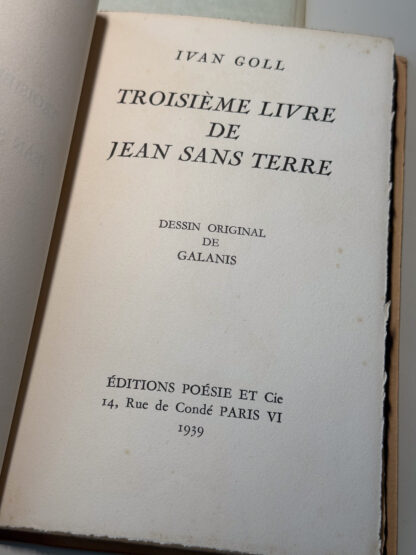 IVAN GOLL
TROISIÈME LIVRE
DE
JEAN SANS TERRE
DESSIN ORIGINAL
DE
GALANIS
ÉDITIONS POÉSIE ET Cie
14, Rue de Condé PARIS VI
1939